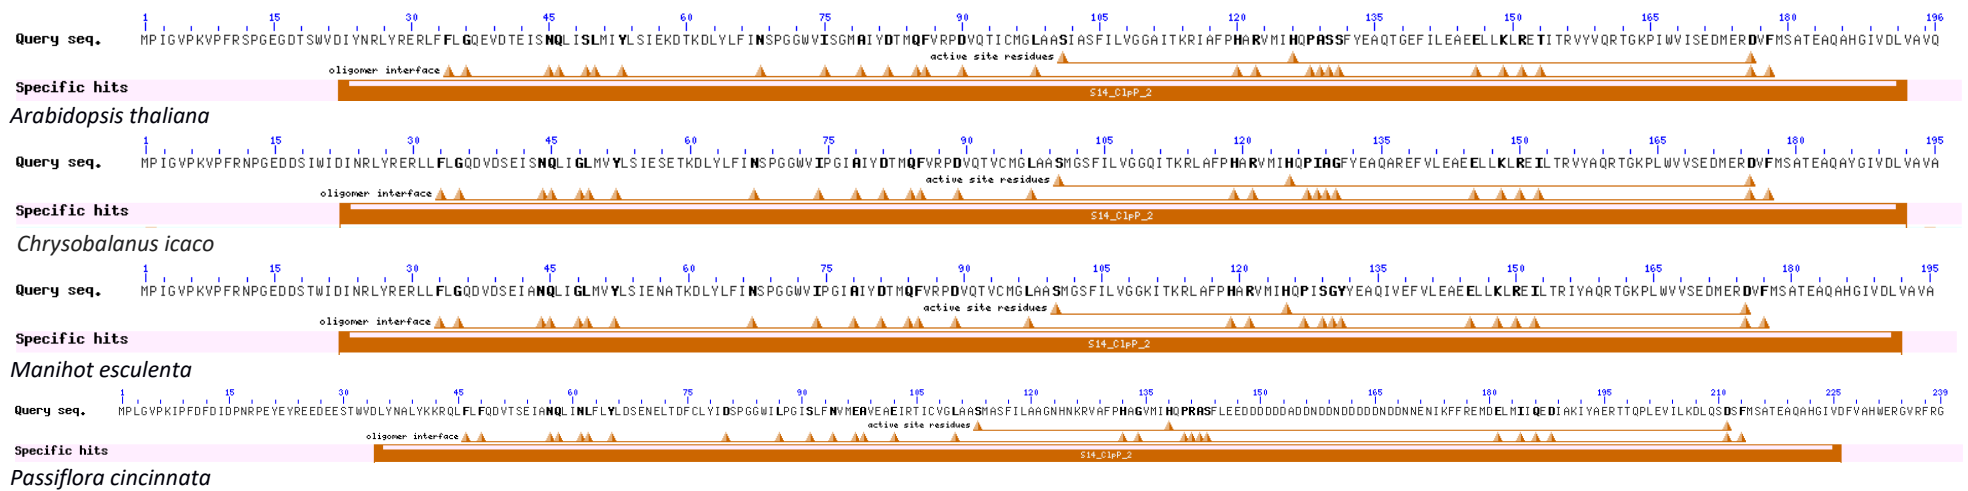 1 15 30 45 60 75 90 105 120 135 150 165 180 196
Query seq. MPIGVPKVPFRSPGEGDTSWVDIYNRLYRERLFFLGQEVDTEISNQLISLMIYLSIEKDTKDLYLFINSPGGWVISGMAIYDTMQFVRPDVQTICMGLAASIASFILVGGAITKRIAFPHARVMIHQPASSFYEAQTGEFILEAEELLKLRETITRVYVQRTGKPIWVISEDMERDVFMSATEAQAHGIVDLVAVQ
active site residues
oligomer interface
Specific hits S14_ClpP_2
Arabidopsis thaliana
1 15 30 45 60 75 90 105 120 135 150 165 180 195
Query seq. MPIGVPKVPFRNPGEDDSIWIDINRLYRERLLFLGQDVDSEISNQLIGLMVYLSIESETKDLYLFINSPGGWVIPGIAIYDTMQFVRPDVQTVCMGLAASMGSFILVGGQITKRLAFPHARVMIHQPIAGFYEAQAREFVLEAEELLKLREILTRVYAQRTGKPLWVVSEDMERDVFMSATEAQAYGIVDLVAVA
active site residues
oligomer interface
Specific hits S14_ClpP_2
Chrysobalanus icaco
1 15 30 45 60 75 90 105 120 135 150 165 180 195
Query seq. MPIGVPKVPFRNPGEDDSTWIDINRLYRERLLFLGQDVDSEIANQLIGLMVYLSIENATKDLYLFINSPGGWVIPGIAIYDTMQFVRPDVQTVCMGLAASMGSFILVGGKITKRLAFPHARVMIHQPISGYYEAQIVEFVLEAEELLKLREILTRIYAQRTGKPLWVVSEDMERDVFMSATEAQAHGIVDLVAVA
active site residues
oligomer interface
Specific hits S14_ClpP_2
Manihot esculenta
1 15 30 45 60 75 90 105 120 135 150 165 180 195 210 225 239
Query seq. MPLGVPKIPFDFDIDPNRPEYEYREEDEESTWVDLYNALYKKRQLFLFQDVTSEIANQLINLFLYLDSENELTDFCLYIDSPGGWILPGISLFNVMEAVEAEIRTICVGLAASMASFILAAGNHNKRVAFPHAGVMIHQPRASFLEEDDDDDDADDNDDNDDDDDNDDNNENIKFFREMDELMIIQEDIAKIYAERTTQPLEVILKDLQSDSFMSATEAQAHGIVDFVAHWERGVRFRG
active site residues
oligomer interface
Specific hits S14_ClpP_2
Passiflora cincinnata